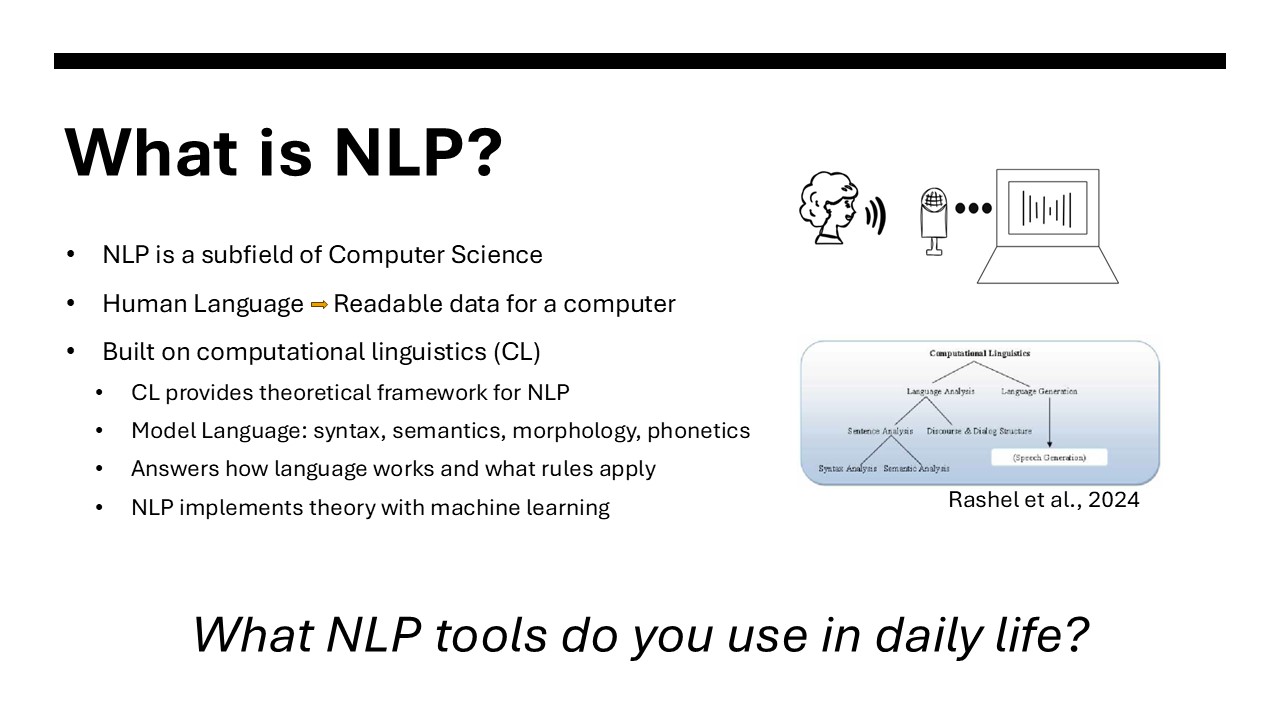 What is NLP?
• NLP is a subfield of Computer Science
• Human Language ➡ Readable data for a computer
• Built on computational linguistics (CL)
• CL provides theoretical framework for NLP
• Model Language: syntax, semantics, morphology, phonetics
• Answers how language works and what rules apply
• NLP implements theory with machine learning
Computational Linguistics
Language Analysis Language Generation
Sentence Analysis Discourse & Dialog Structure
(Speech Generation)
Syntax Analysis Semantic Analysis
Rashel et al., 2024
What NLP tools do you use in daily life?